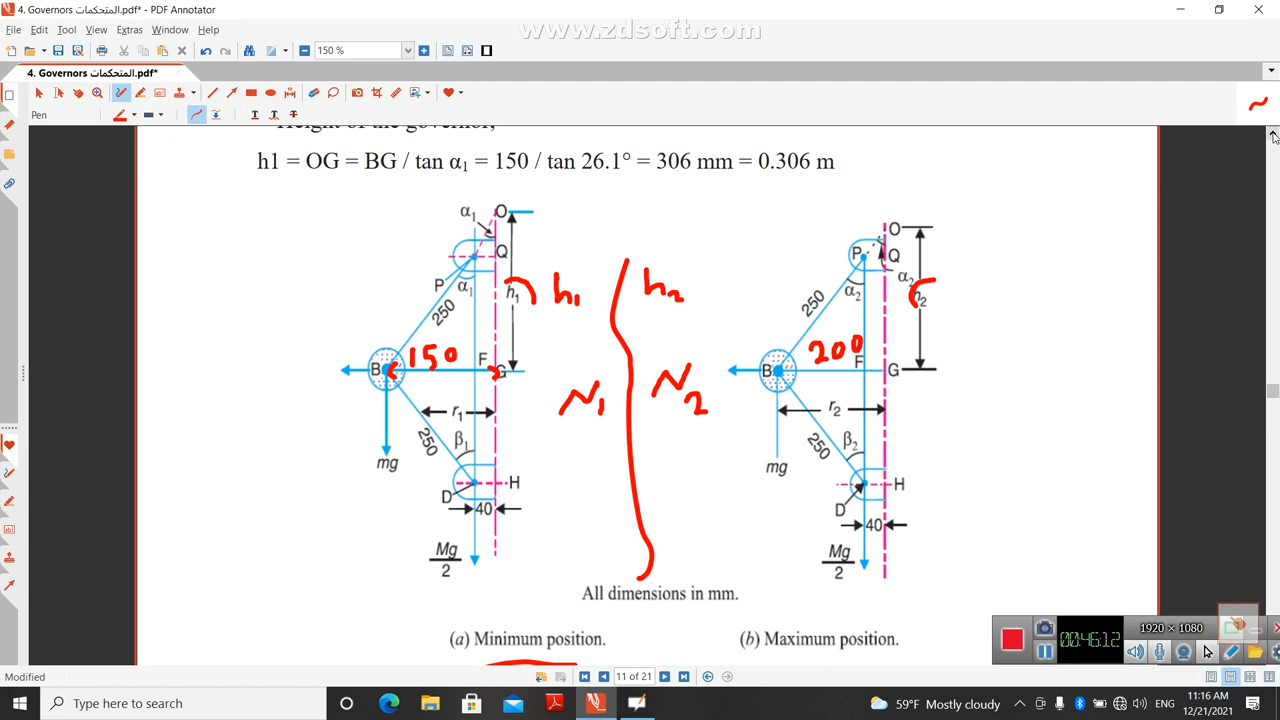 4. Governors المتحكمات.pdf* - PDF Annotator
www.zdsoft.com
File Edit Tool View Extras Window Help
150 %
4. Governors المتحكمات.pdf*
Pen
Height of the governor,
h1 = OG = BG / tan α₁ = 150 / tan 26.1° = 306 mm = 0.306 m
α₁ O
Q
P
α₁
250
h₁
h₁
B
150
F
G
r₁
N₁
250
β₁
mg
D
H
40
Mg/2
h₂
N₂
O
P
Q
α₂
α₂
250
h₂
200
B
F
G
r₂
250
β₂
mg
D
H
40
Mg/2
All dimensions in mm.
(a) Minimum position.
(b) Maximum position.
1920 × 1080
00:46:12
Modified
11 of 21
Type here to search
59°F Mostly cloudy
ENG
11:16 AM
12/21/2021